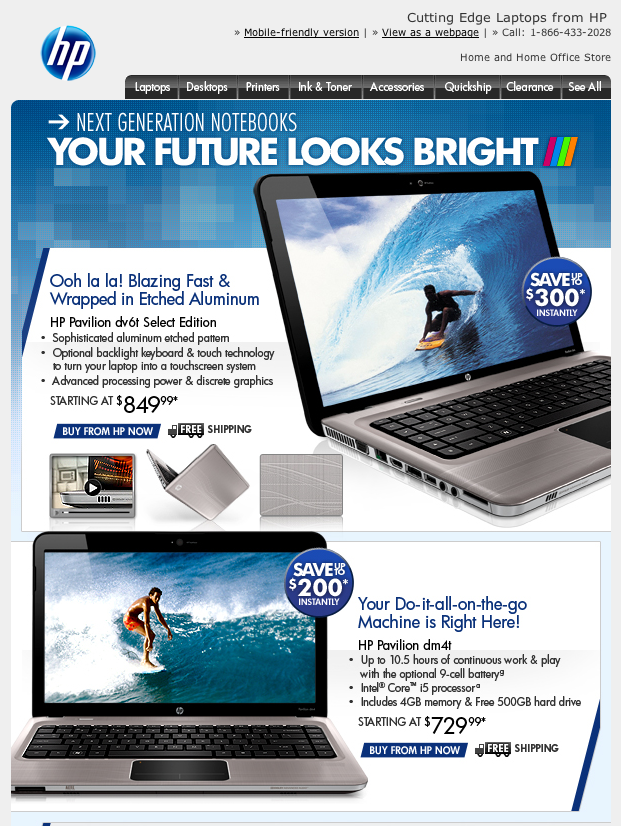 Cutting Edge Laptops from HP
» Mobile-friendly version | » View as a webpage | » Call: 1-866-433-2028
hp
Home and Home Office Store
Laptops Desktops Printers Ink & Toner Accessories Quickship Clearance See All
→ NEXT GENERATION NOTEBOOKS
YOUR FUTURE LOOKS BRIGHT
SAVE UP TO
$300*
INSTANTLY
Ooh la la! Blazing Fast &
Wrapped in Etched Aluminum
HP Pavilion dv6t Select Edition
• Sophisticated aluminum etched pattern
• Optional backlight keyboard & touch technology
to turn your laptop into a touchscreen system
• Advanced processing power & discrete graphics
STARTING AT $84999*
BUY FROM HP NOW FREE SHIPPING
SAVE UP TO
$200*
INSTANTLY
Your Do-it-all-on-the-go
Machine is Right Here!
HP Pavilion dm4t
• Up to 10.5 hours of continuous work & play
with the optional 9-cell battery⁹
• Intel® Core™ i5 processorᵃ
• Includes 4GB memory & Free 500GB hard drive
STARTING AT $72999*
BUY FROM HP NOW FREE SHIPPING